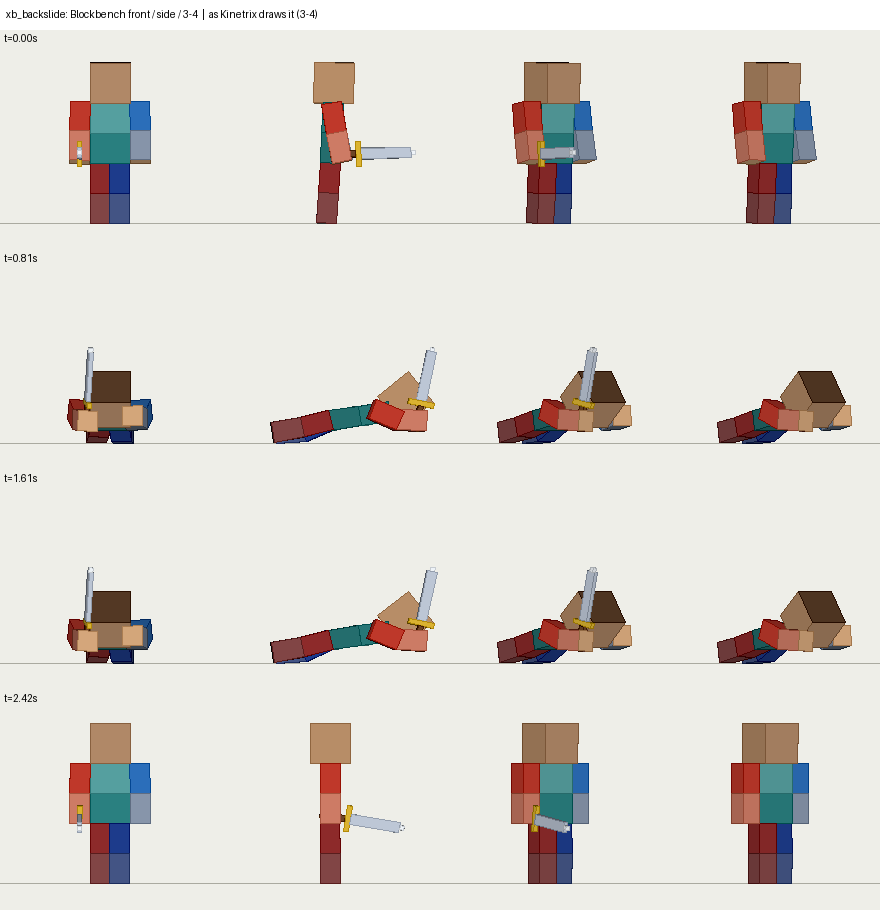 xb_backslide: Blockbench front / side / 3-4 | as Kinetrix draws it (3-4)
t=0.00s
t=0.81s
t=1.61s
t=2.42s